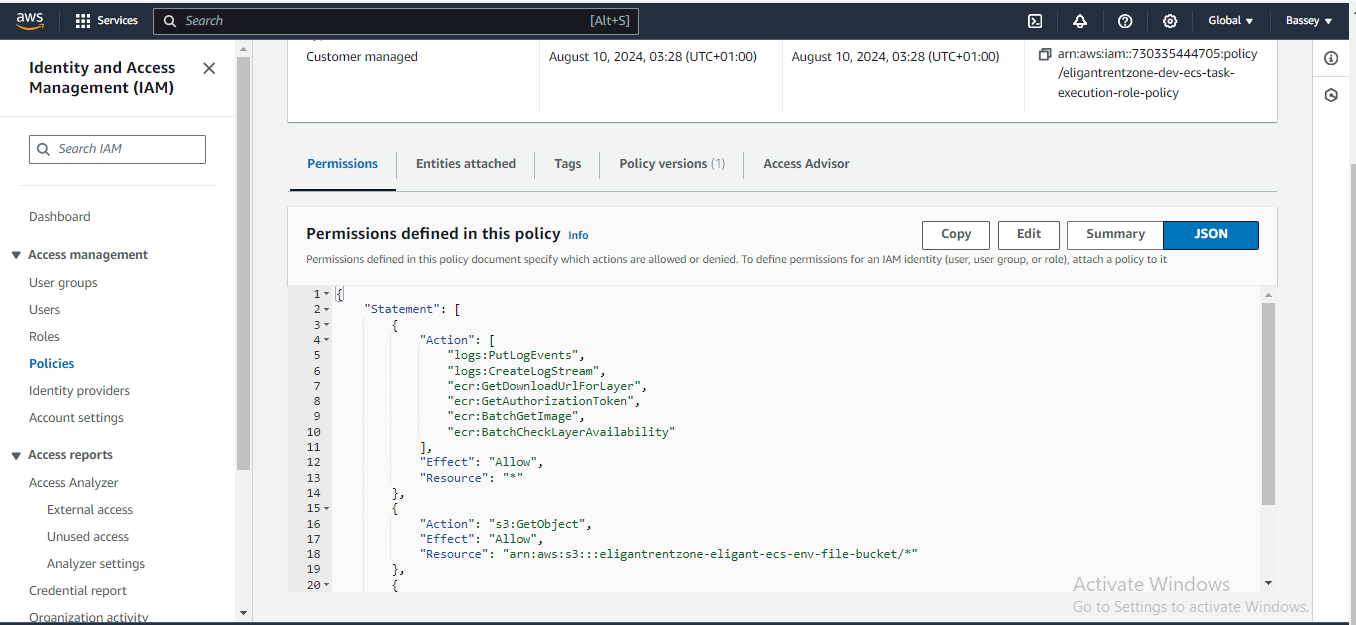 aws
Services
Search
[Alt+S]
Global ▼
Bassey ▼
Identity and Access
Management (IAM)
Search IAM
Dashboard
Access management
User groups
Users
Roles
Policies
Identity providers
Account settings
Access reports
Access Analyzer
External access
Unused access
Analyzer settings
Credential report
Organization activity
Customer managed
August 10, 2024, 03:28 (UTC+01:00)
August 10, 2024, 03:28 (UTC+01:00)
arn:aws:iam::730335444705:policy
/eligantrentzone-dev-ecs-task-
execution-role-policy
Permissions
Entities attached
Tags
Policy versions (1)
Access Advisor
Permissions defined in this policy Info
Copy
Edit
Summary
JSON
Permissions defined in this policy document specify which actions are allowed or denied. To define permissions for an IAM identity (user, user group, or role), attach a policy to it
1 {
2 "Statement": [
3 {
4 "Action": [
5 "logs:PutLogEvents",
6 "logs:CreateLogStream",
7 "ecr:GetDownloadUrlForLayer",
8 "ecr:GetAuthorizationToken",
9 "ecr:BatchGetImage",
10 "ecr:BatchCheckLayerAvailability"
11 ],
12 "Effect": "Allow",
13 "Resource": "*"
14 },
15 {
16 "Action": "s3:GetObject",
17 "Effect": "Allow",
18 "Resource": "arn:aws:s3:::eligantrentzone-eligant-ecs-env-file-bucket/*"
19 },
20 {
Activate Windows
Go to Settings to activate Windows.